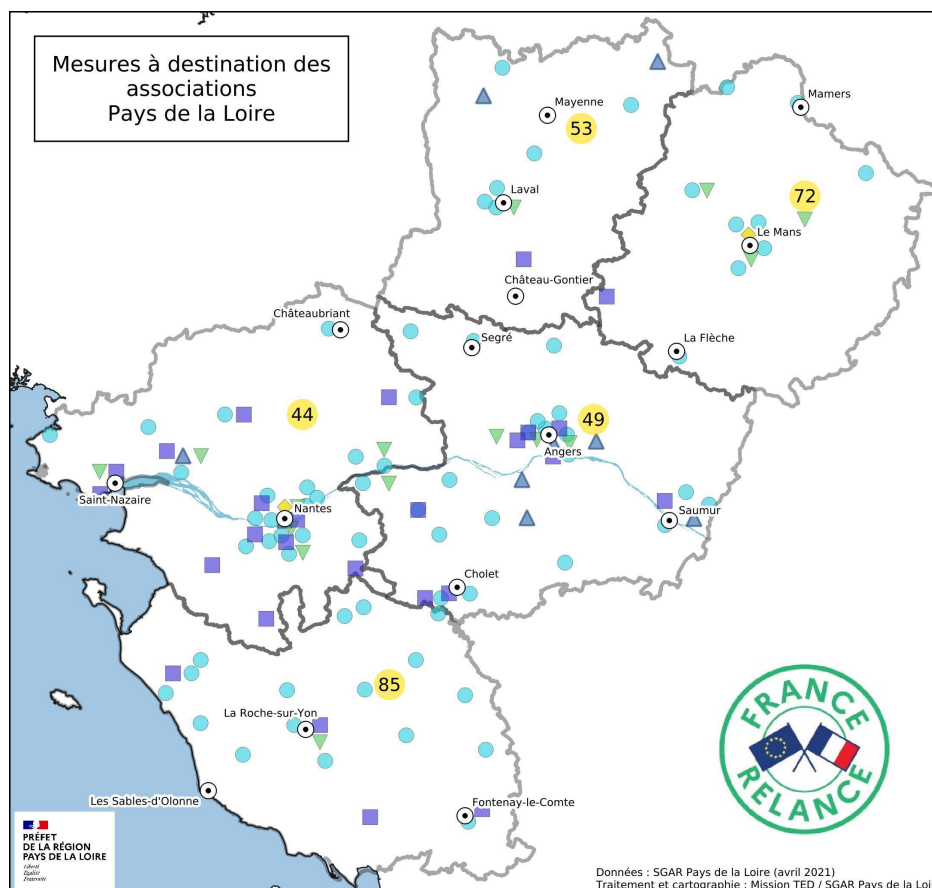 Mesures à destination des
associations
Pays de la Loire
Mamers
Mayenne
53
72
Laval
Le Mans
Château-Gontier
Châteaubriant
Segré
La Flèche
44
49
Angers
Saint-Nazaire
Nantes
Saumur
Cholet
85
La Roche-sur-Yon
Les Sables-d'Olonne
Fontenay-le-Comte
FRANCE
RELANCE
PRÉFET
DE LA RÉGION
PAYS DE LA LOIRE
Liberté
Égalité
Fraternité
Données : SGAR Pays de la Loire (avril 2021)
Traitement et cartographie : Mission TED / SGAR Pays de la Loi